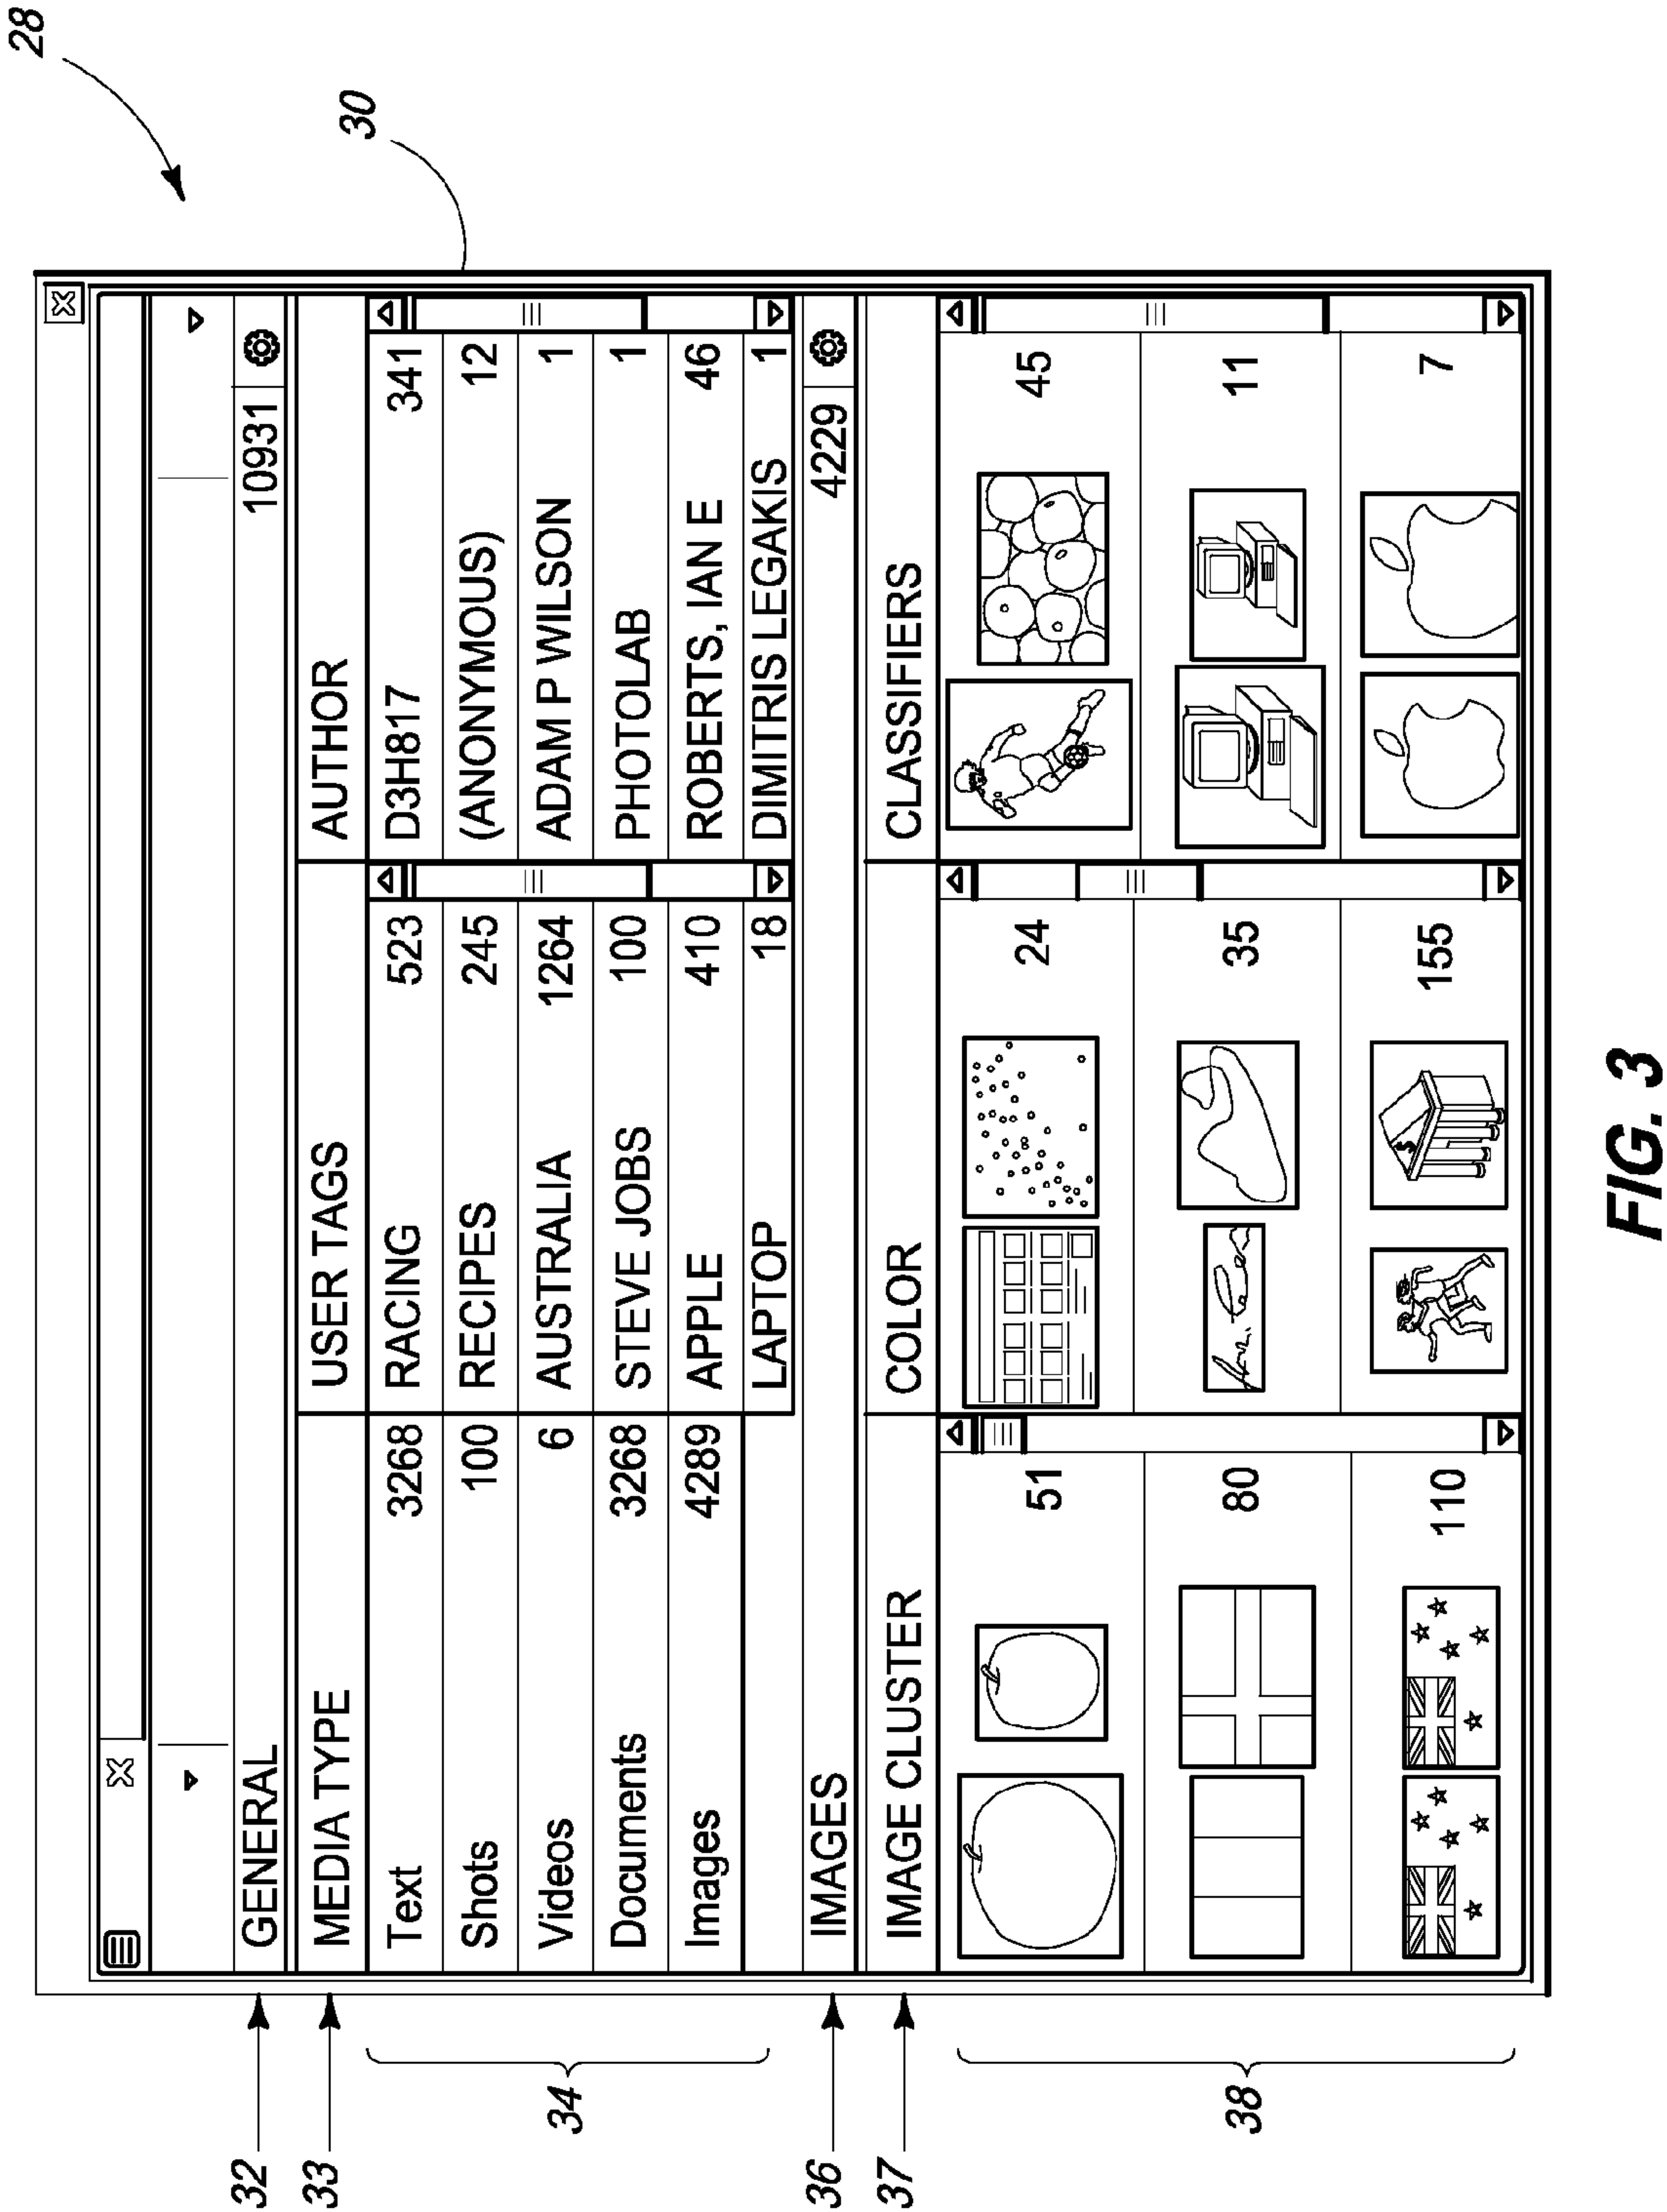 28
30
32 GENERAL 10931
33 MEDIA TYPE USER TAGS AUTHOR
34
Text 3268 RACING 523 D3H817 341
Shots 100 RECIPES 245 (ANONYMOUS) 12
Videos 6 AUSTRALIA 1264 ADAM P WILSON 1
Documents 3268 STEVE JOBS 100 PHOTOLAB 1
Images 4289 APPLE 410 ROBERTS, IAN E 46
LAPTOP 18 DIMITRIS LEGAKIS 1
36 IMAGES 4229
37 IMAGE CLUSTER COLOR CLASSIFIERS
51 24 45
38 80 35 11
110 155 7
$
FIG. 3